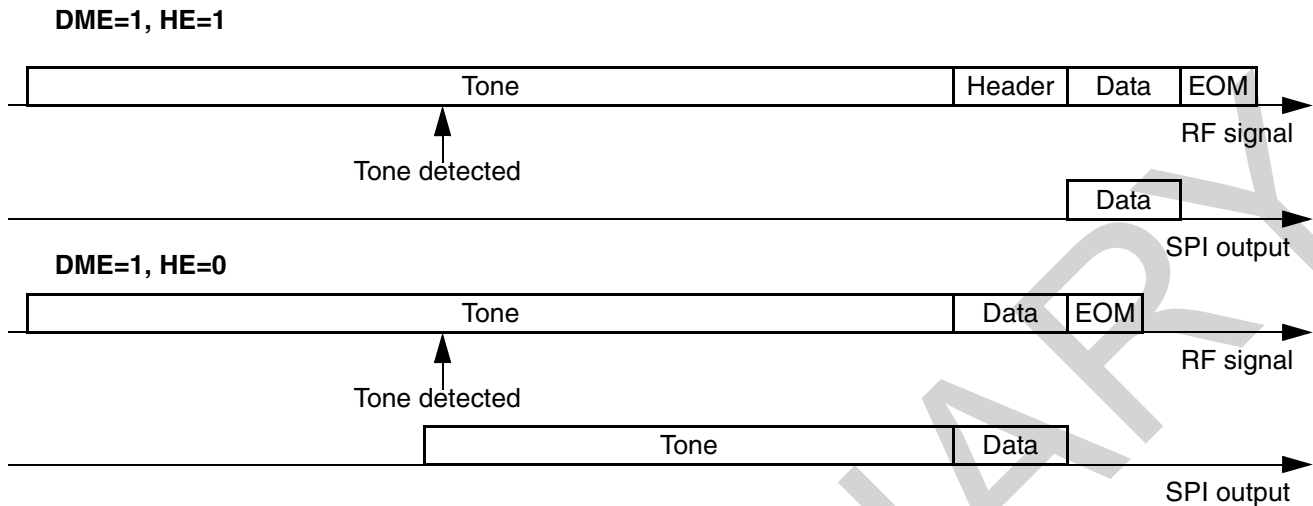 DME=1, HE=1
Tone Header Data EOM
RF signal
Tone detected
Data
SPI output
DME=1, HE=0
Tone Data EOM
RF signal
Tone detected
Tone Data
SPI output